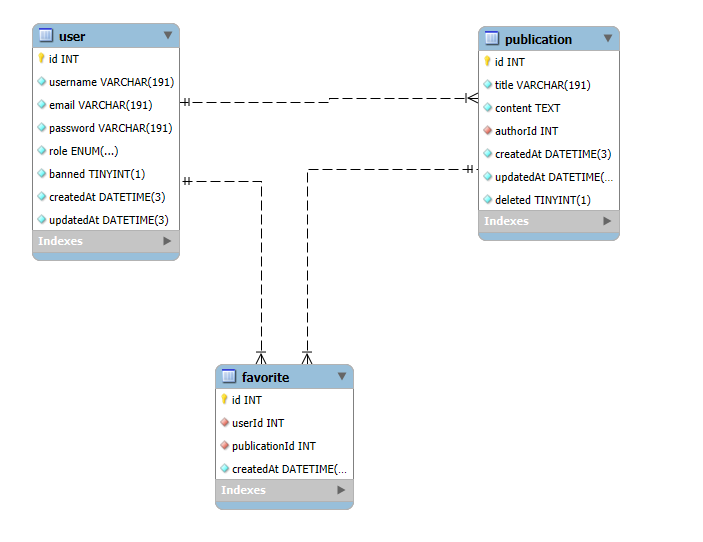 user
id INT
username VARCHAR(191)
email VARCHAR(191)
password VARCHAR(191)
role ENUM(...)
banned TINYINT(1)
createdAt DATETIME(3)
updatedAt DATETIME(3)
Indexes
publication
id INT
title VARCHAR(191)
content TEXT
authorId INT
createdAt DATETIME(3)
updatedAt DATETIME(...
deleted TINYINT(1)
Indexes
favorite
id INT
userId INT
publicationId INT
createdAt DATETIME(...
Indexes